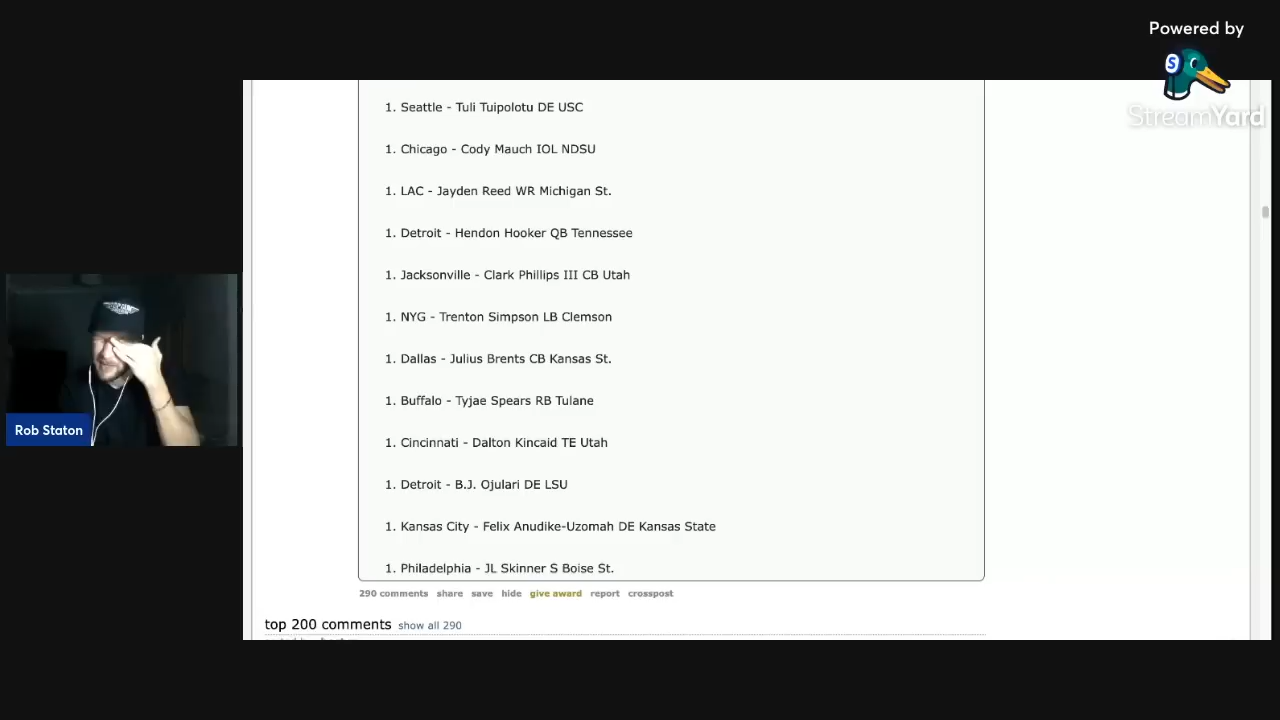 Powered by
StreamYard
1. Seattle - Tuli Tuipolotu DE USC
1. Chicago - Cody Mauch IOL NDSU
1. LAC - Jayden Reed WR Michigan St.
1. Detroit - Hendon Hooker QB Tennessee
1. Jacksonville - Clark Phillips III CB Utah
1. NYG - Trenton Simpson LB Clemson
1. Dallas - Julius Brents CB Kansas St.
1. Buffalo - Tyjae Spears RB Tulane
1. Cincinnati - Dalton Kincaid TE Utah
1. Detroit - B.J. Ojulari DE LSU
1. Kansas City - Felix Anudike-Uzomah DE Kansas State
1. Philadelphia - JL Skinner S Boise St.
290 comments share save hide give award report crosspost
top 200 comments show all 290
Rob Staton